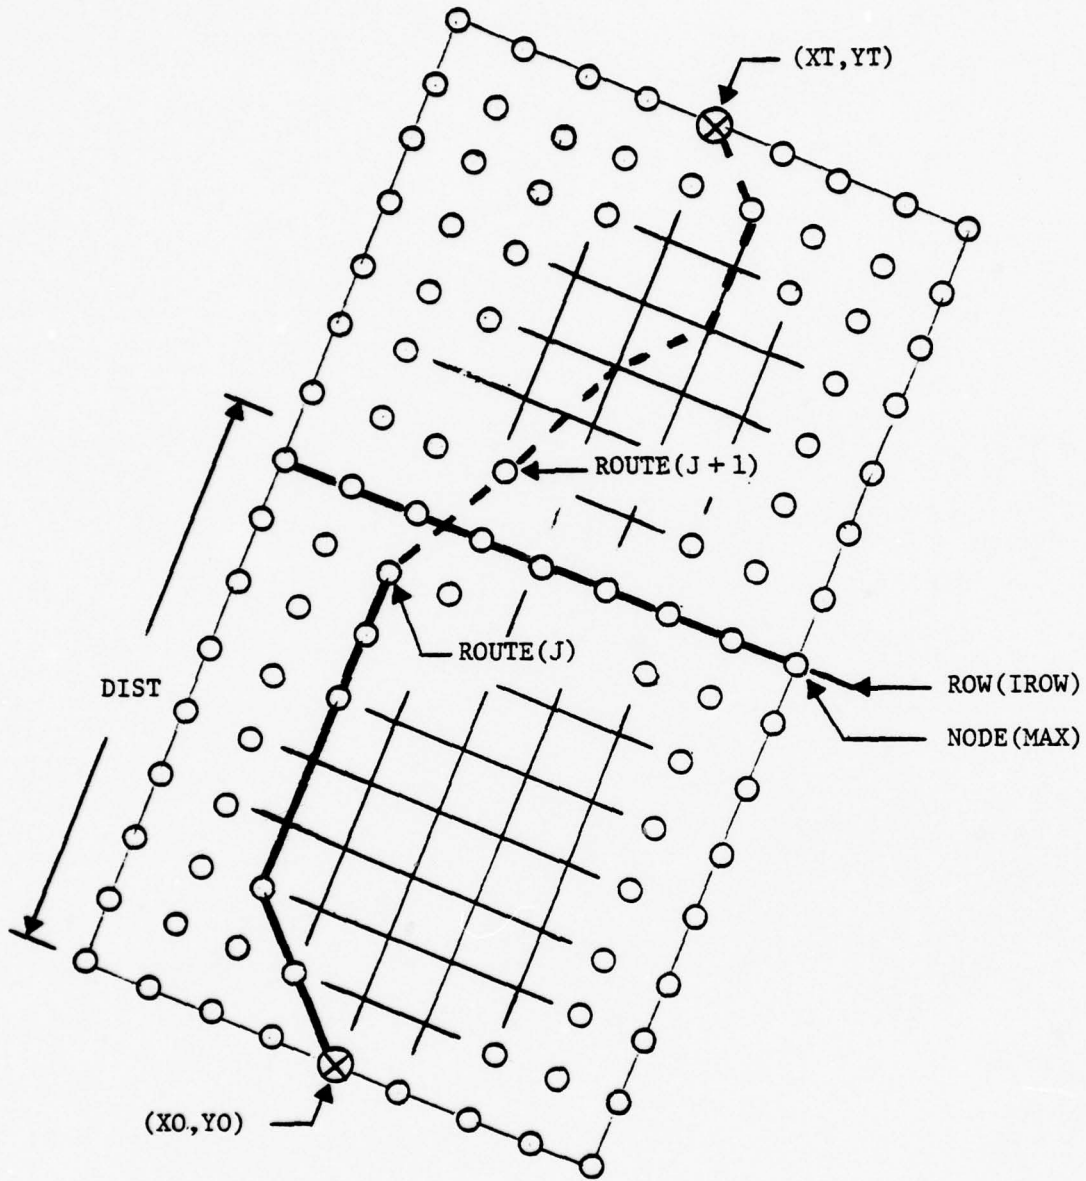 (XT,YT)
ROUTE(J+1)
ROUTE(J)
DIST
ROW(IROW)
NODE(MAX)
(XO,YO)